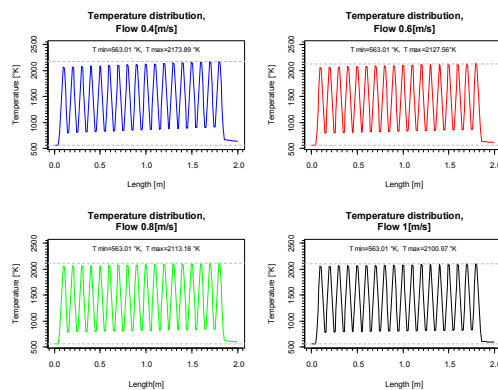 Temperature distribution,
Flow 0.4[m/s]
T min=563.01 °K, T max=2173.89 °K
Temperature [°K]
500 1000 1500 2000 2500
0.0 0.5 1.0 1.5 2.0
Length [m]
Temperature distribution,
Flow 0.6[m/s]
T min=563.01 °K, T max=2127.56 °K
Temperature [°K]
500 1000 1500 2000 2500
0.0 0.5 1.0 1.5 2.0
Length [m]
Temperature distribution,
Flow 0.8[m/s]
T min=563.01 °K, T max=2113.18 °K
Temperature [°K]
500 1000 1500 2000 2500
0.0 0.5 1.0 1.5 2.0
Length[m]
Temperature distribution,
Flow 1[m/s]
T min=563.01 °K, T max=2100.97 °K
Temperature [°K]
500 1000 1500 2000 2500
0.0 0.5 1.0 1.5 2.0
Length [m]